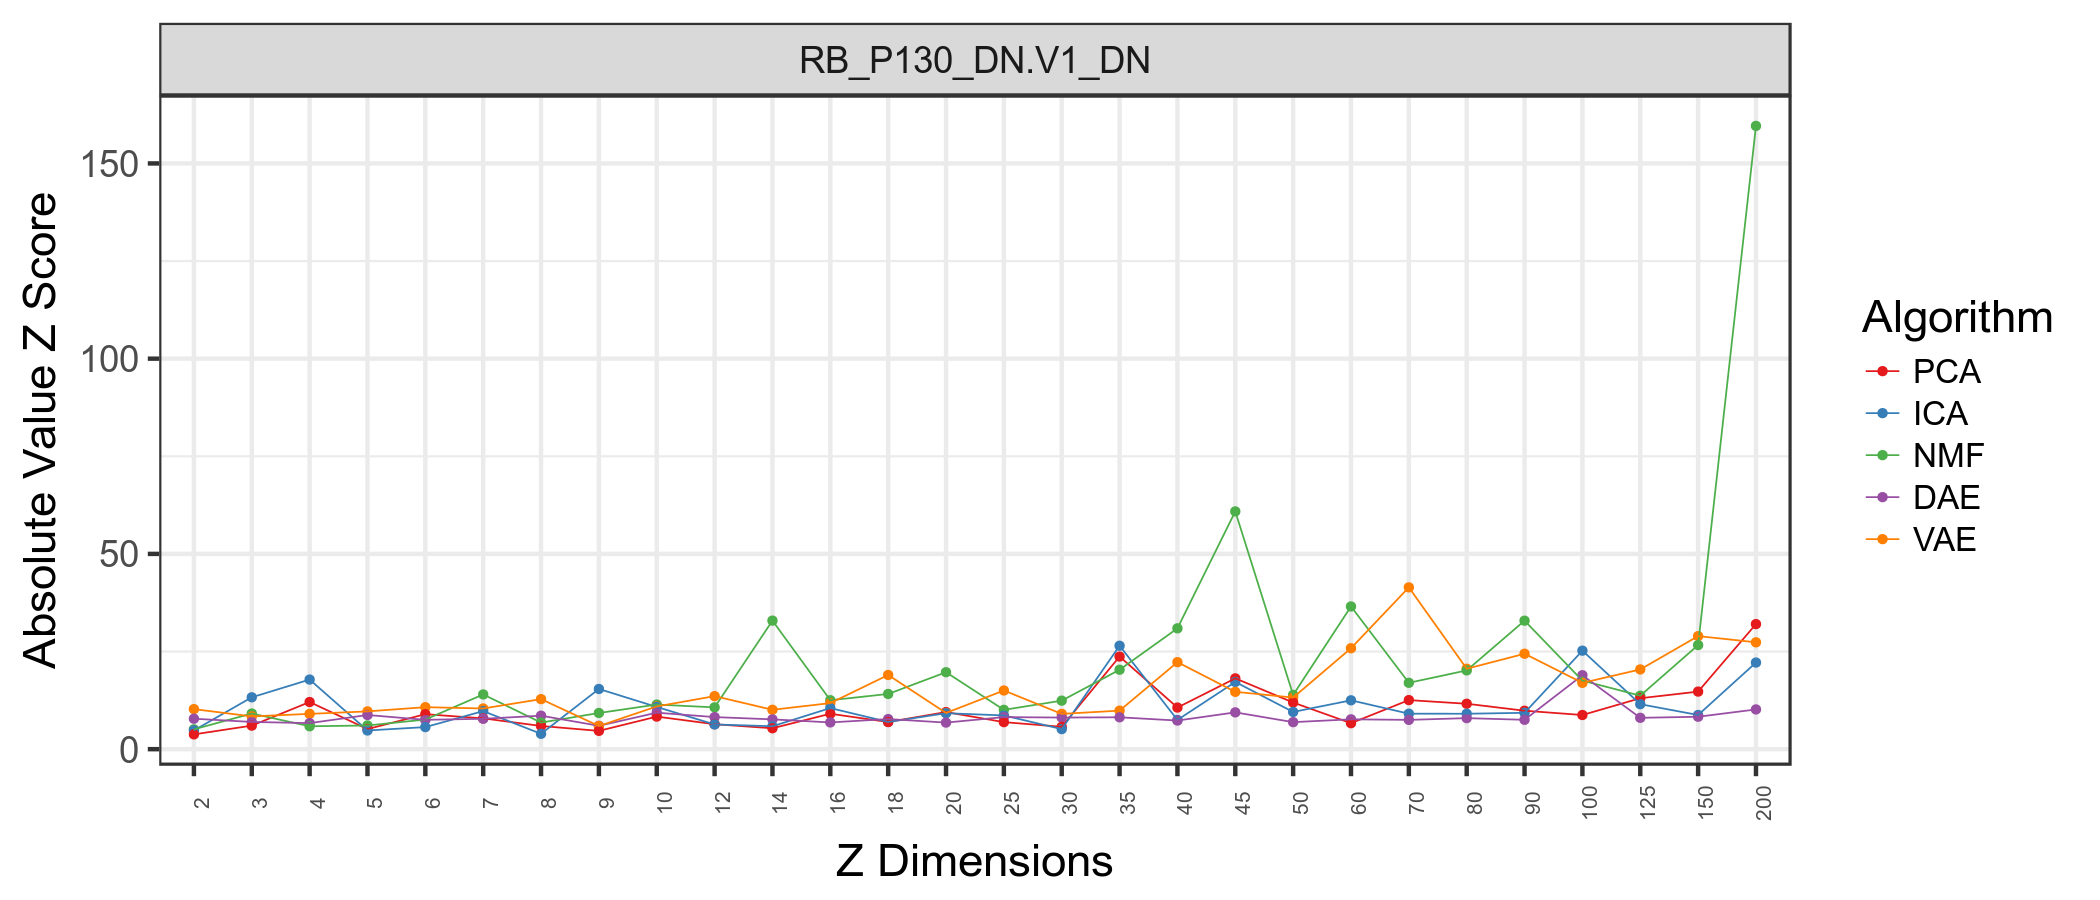 RB_P130_DN.V1_DN
Absolute Value Z Score
150
100
50
0
2 3 4 5 6 7 8 9 10 12 14 16 18 20 25 30 35 40 45 50 60 70 80 90 100 125 150 200
Z Dimensions
Algorithm
PCA
ICA
NMF
DAE
VAE